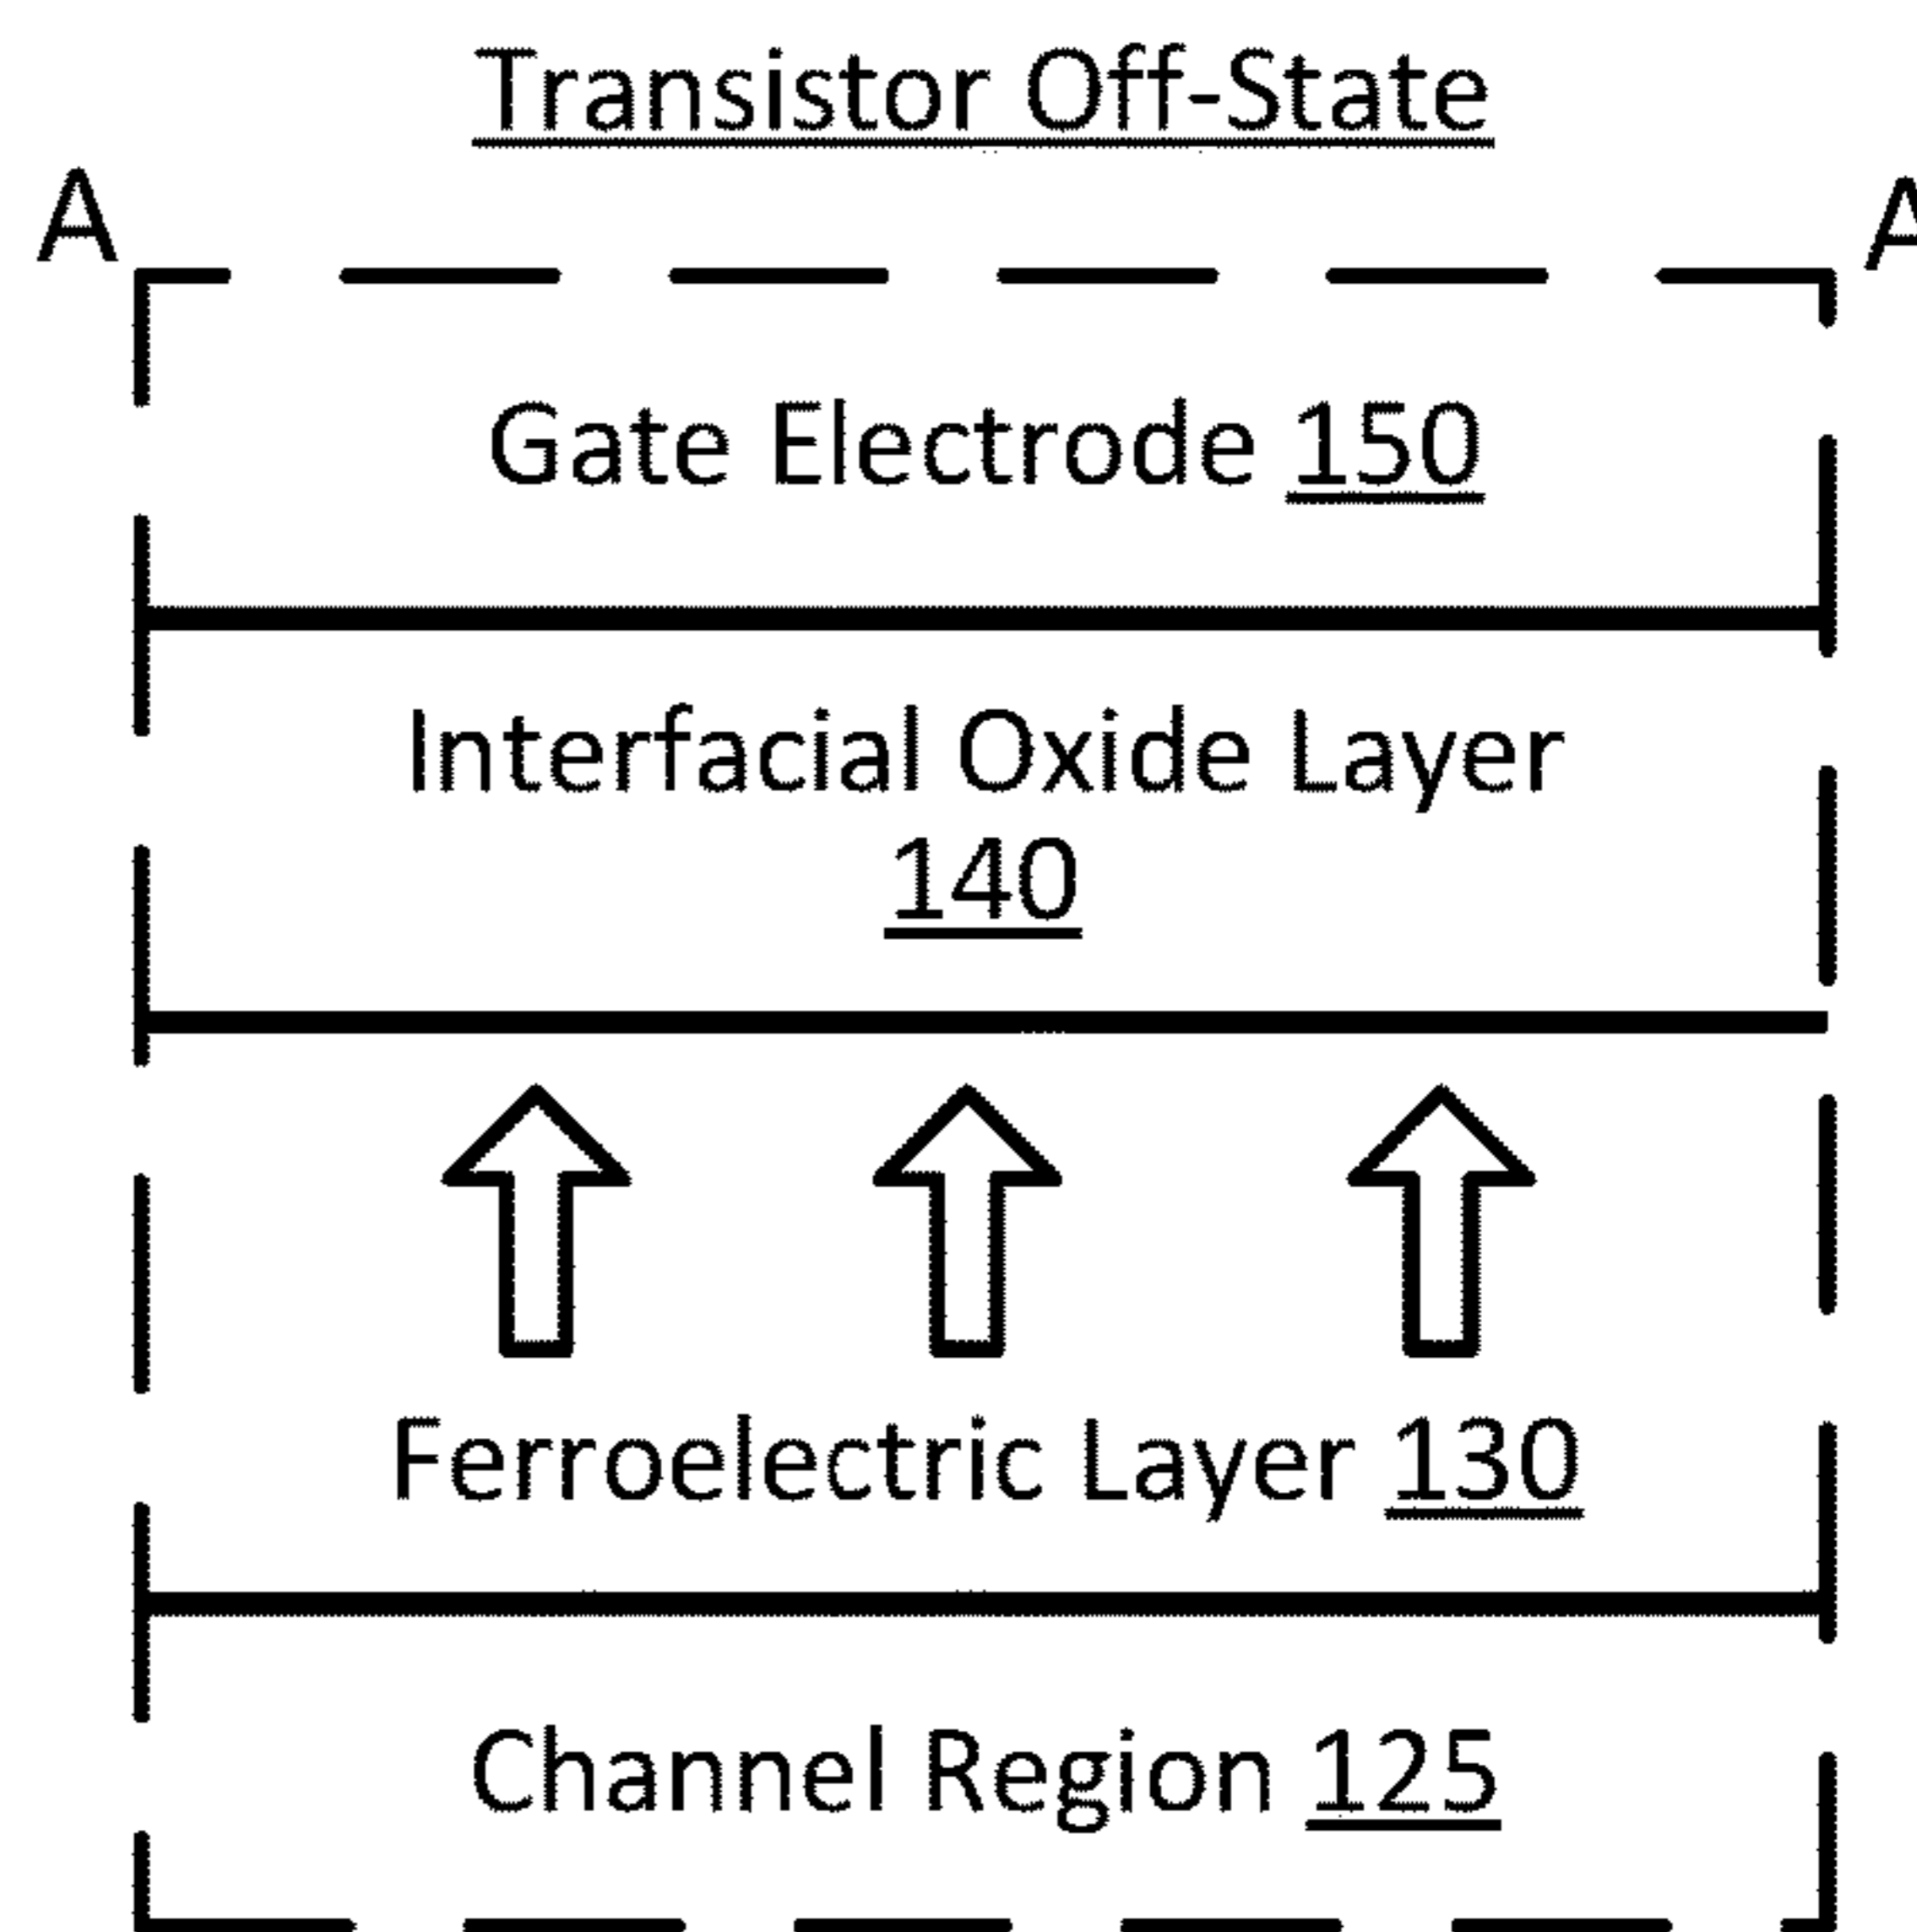 Transistor Off-State
A A
Gate Electrode 150
Interfacial Oxide Layer
140
Ferroelectric Layer 130
Channel Region 125